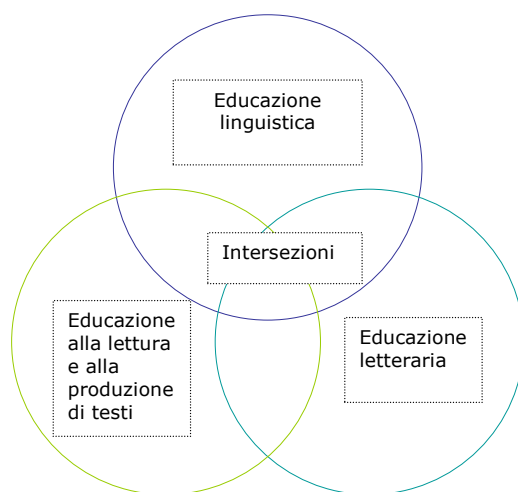 Educazione
linguistica
Intersezioni
Educazione
alla lettura
e alla
produzione
di testi
Educazione
letteraria